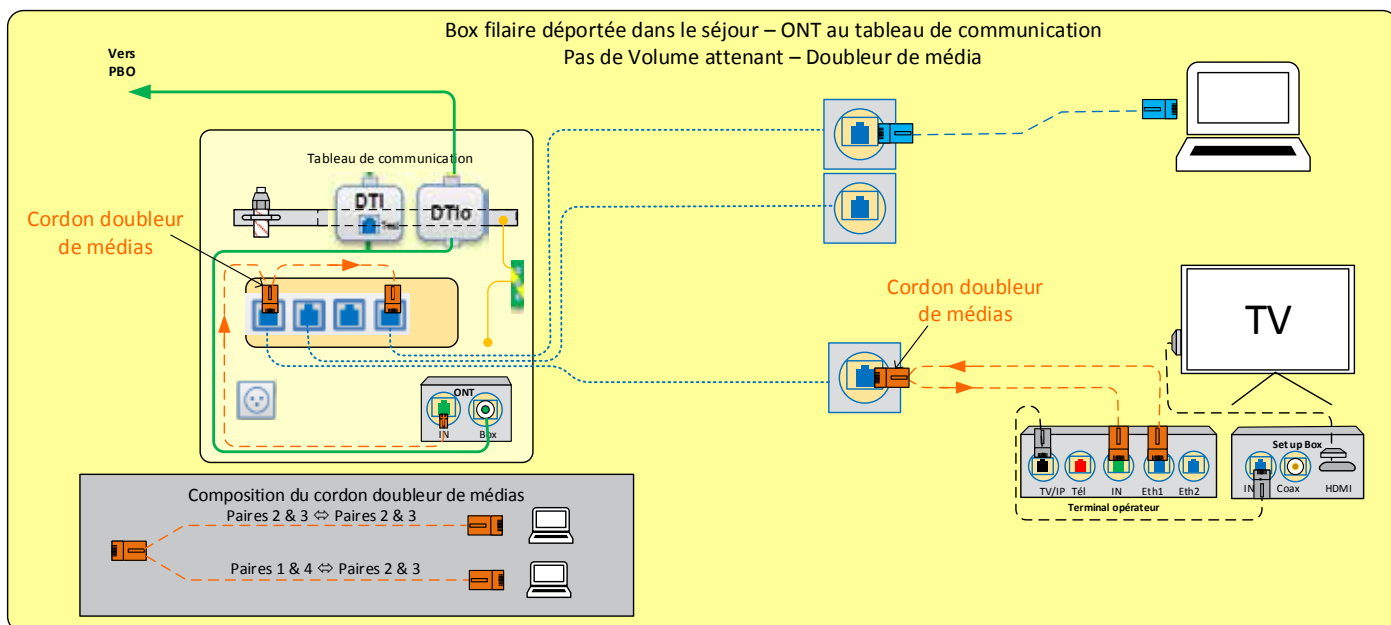 Box filaire déportée dans le séjour – ONT au tableau de communication
Pas de Volume attenant – Doubleur de média
Vers
PBO
Tableau de communication
DTI
Test
DTIo
Cordon doubleur
de médias
ONT
IN
Box
Cordon doubleur
de médias
TV
TV/IP
Tél
IN
Eth1
Eth2
Terminal opérateur
Set up Box
IN
Coax
HDMI
Composition du cordon doubleur de médias
Paires 2 & 3 ⇔ Paires 2 & 3
Paires 1 & 4 ⇔ Paires 2 & 3